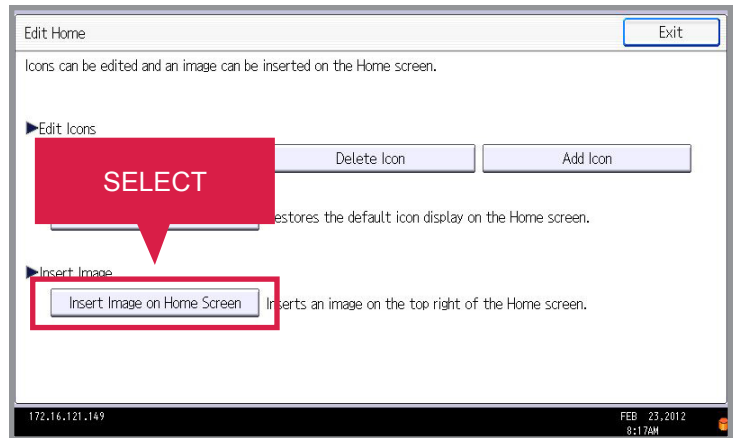 Edit Home
Exit
Icons can be edited and an image can be inserted on the Home screen.
▶Edit Icons
SELECT
Delete Icon
Add Icon
estores the default icon display on the Home screen.
▶Insert Image
Insert Image on Home Screen
Inserts an image on the top right of the Home screen.
172.16.121.149
FEB 23,2012
8:17AM